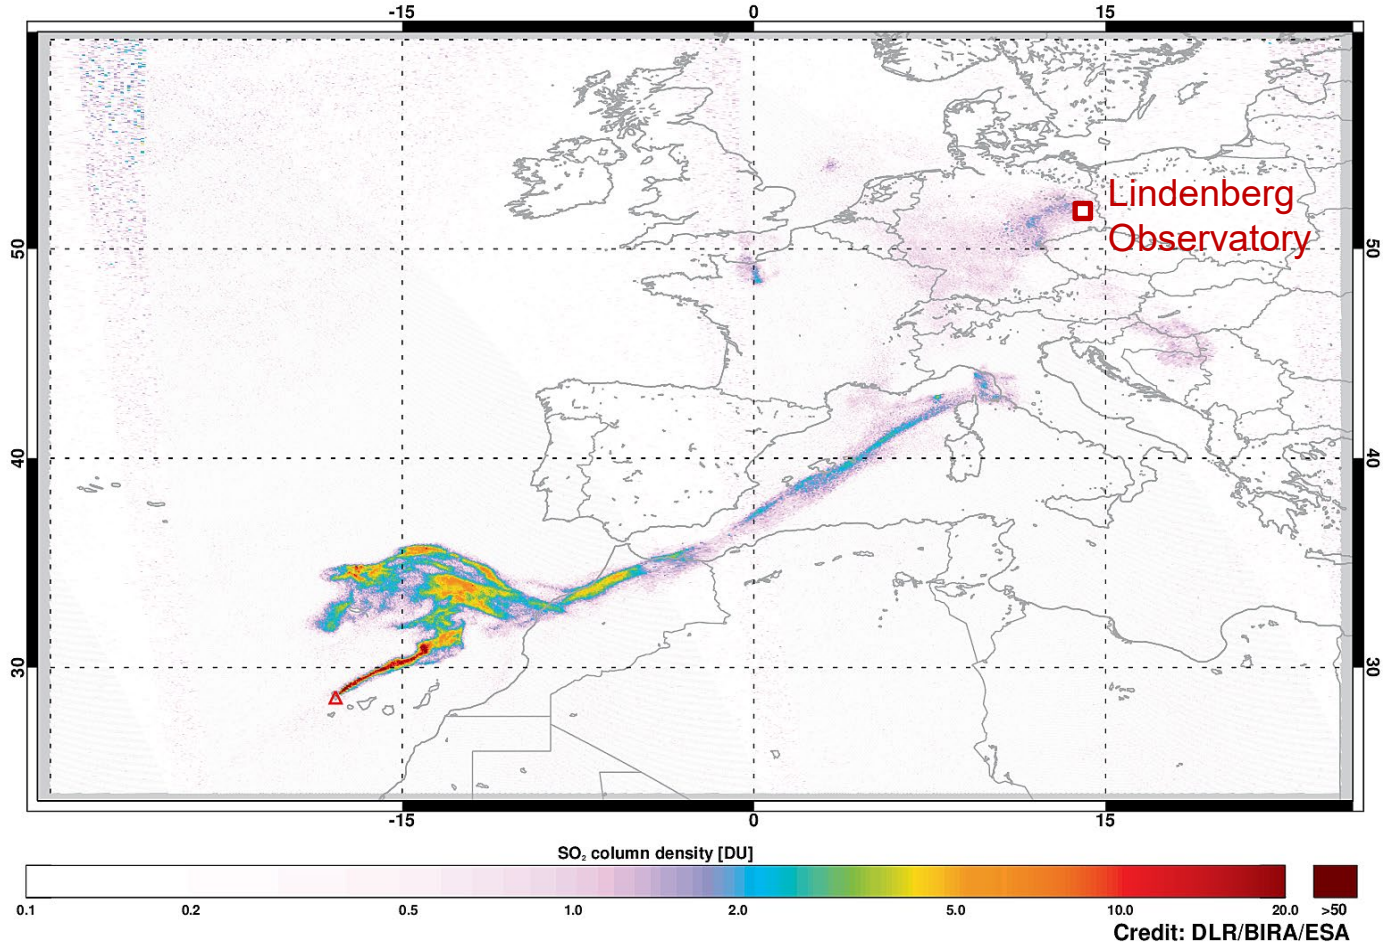 -15 0 15
Lindenberg
Observatory
50 50
40 40
30 30
-15 0 15
SO₂ column density [DU]
0.1 0.2 0.5 1.0 2.0 5.0 10.0 20.0 >50
Credit: DLR/BIRA/ESA